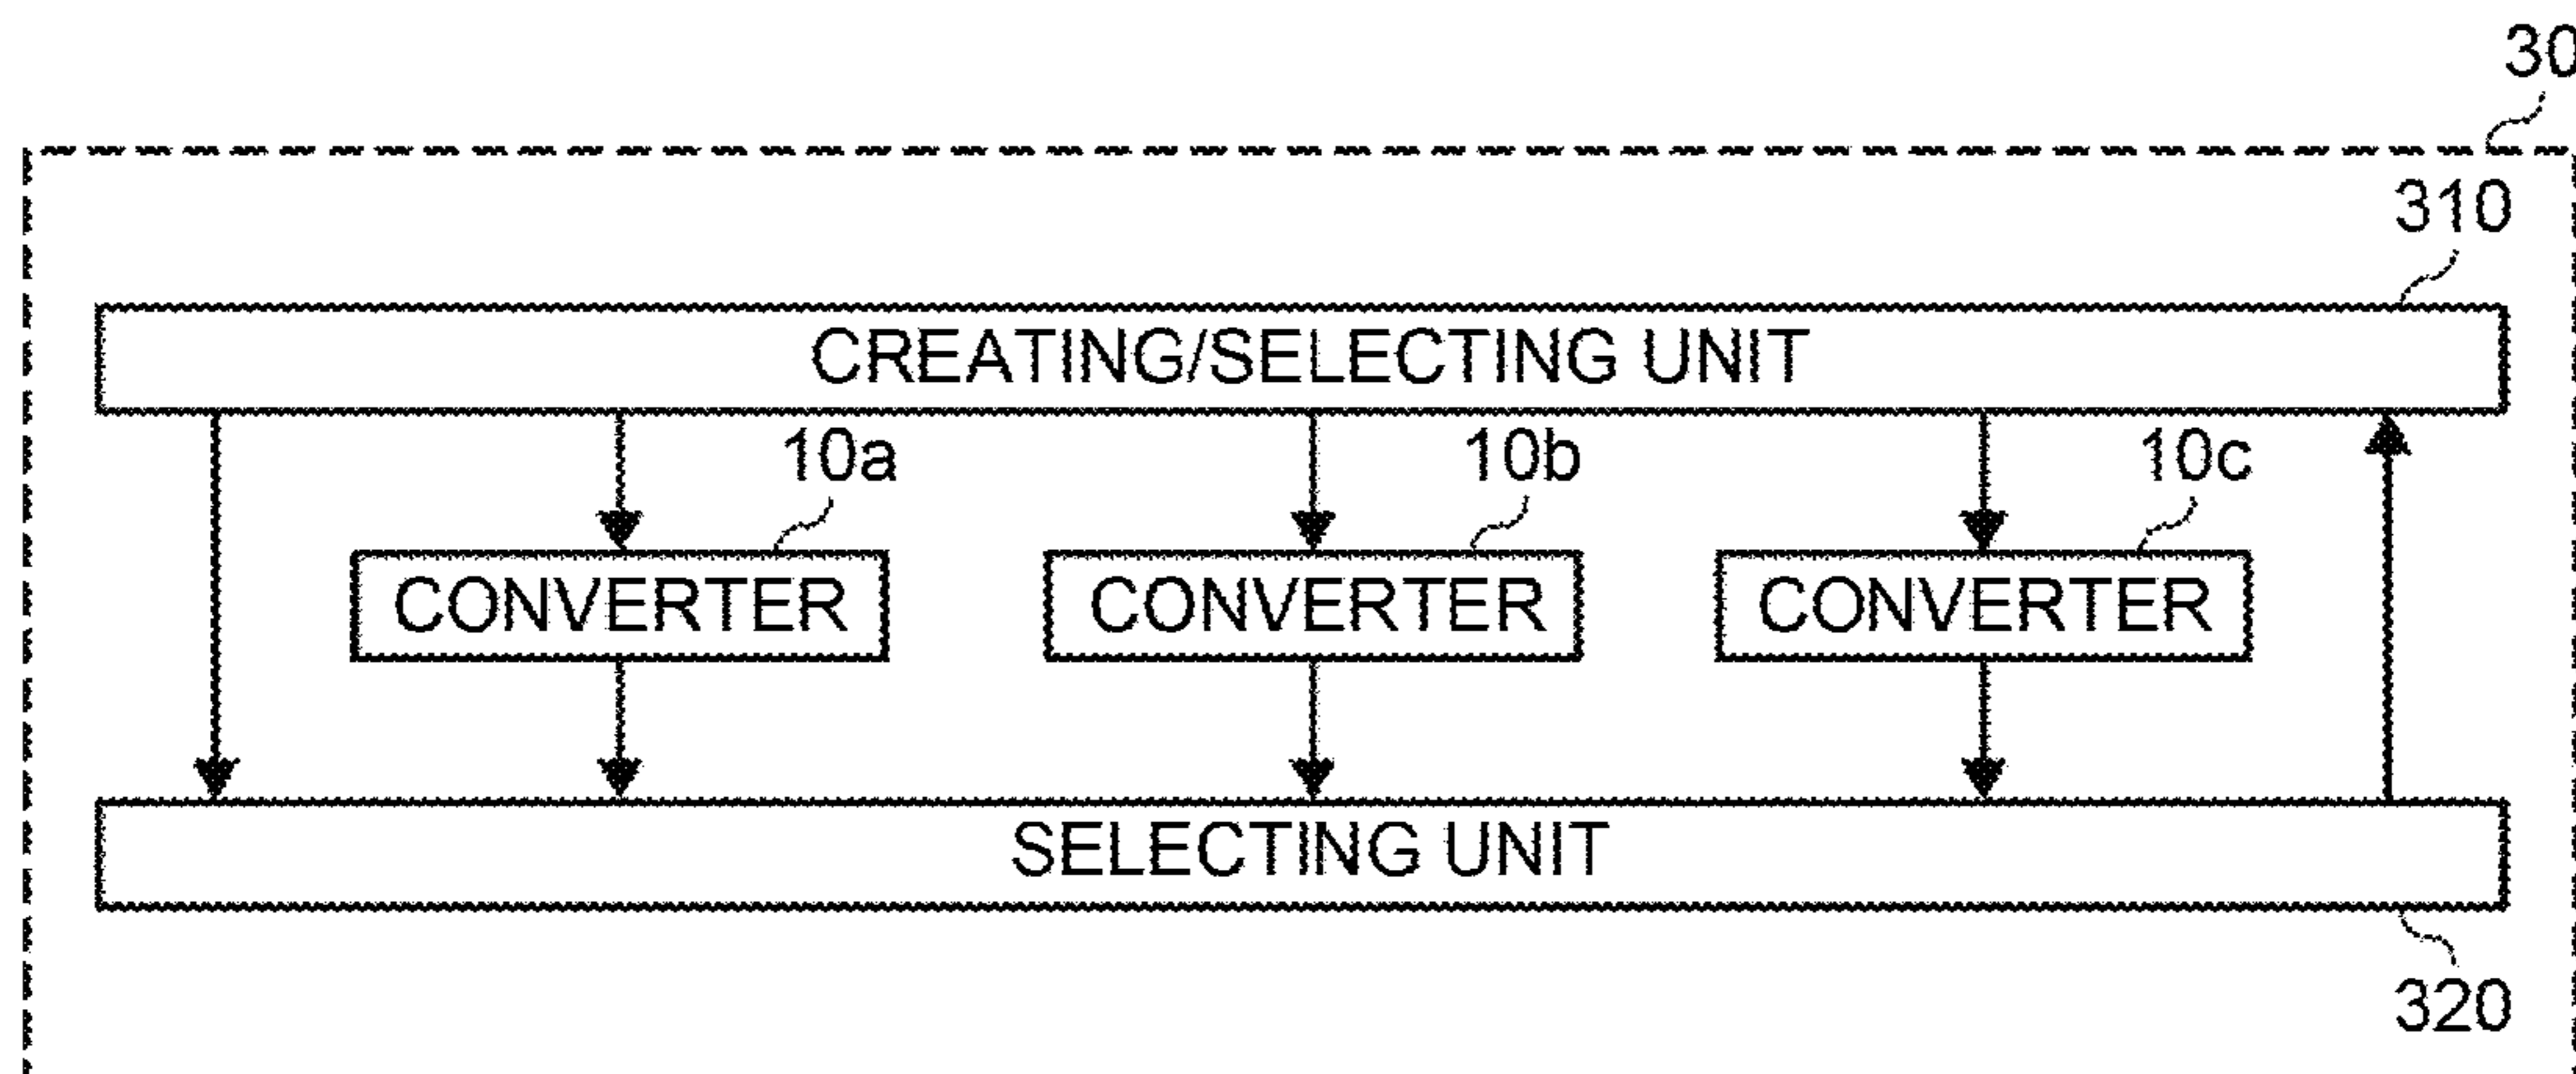 30
310
CREATING/SELECTING UNIT
10a 10b 10c
CONVERTER CONVERTER CONVERTER
SELECTING UNIT
320